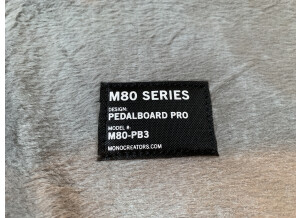 M80 SERIES
DESIGN:
PEDALBOARD PRO
MODEL #:
M80-PB3
MONOCREATORS.COM